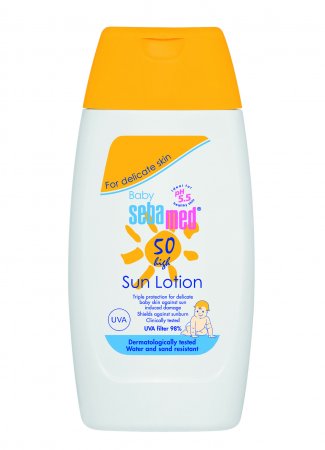 For delicate skin
Baby
sebamed®
pH
5.5
50
high
Sun Lotion
Triple protection for delicate
baby skin against sun
induced damage
Shields against sunburn
Clinically tested
UVA filter 98%
UVA
Dermatologically tested
Water and sand resistant